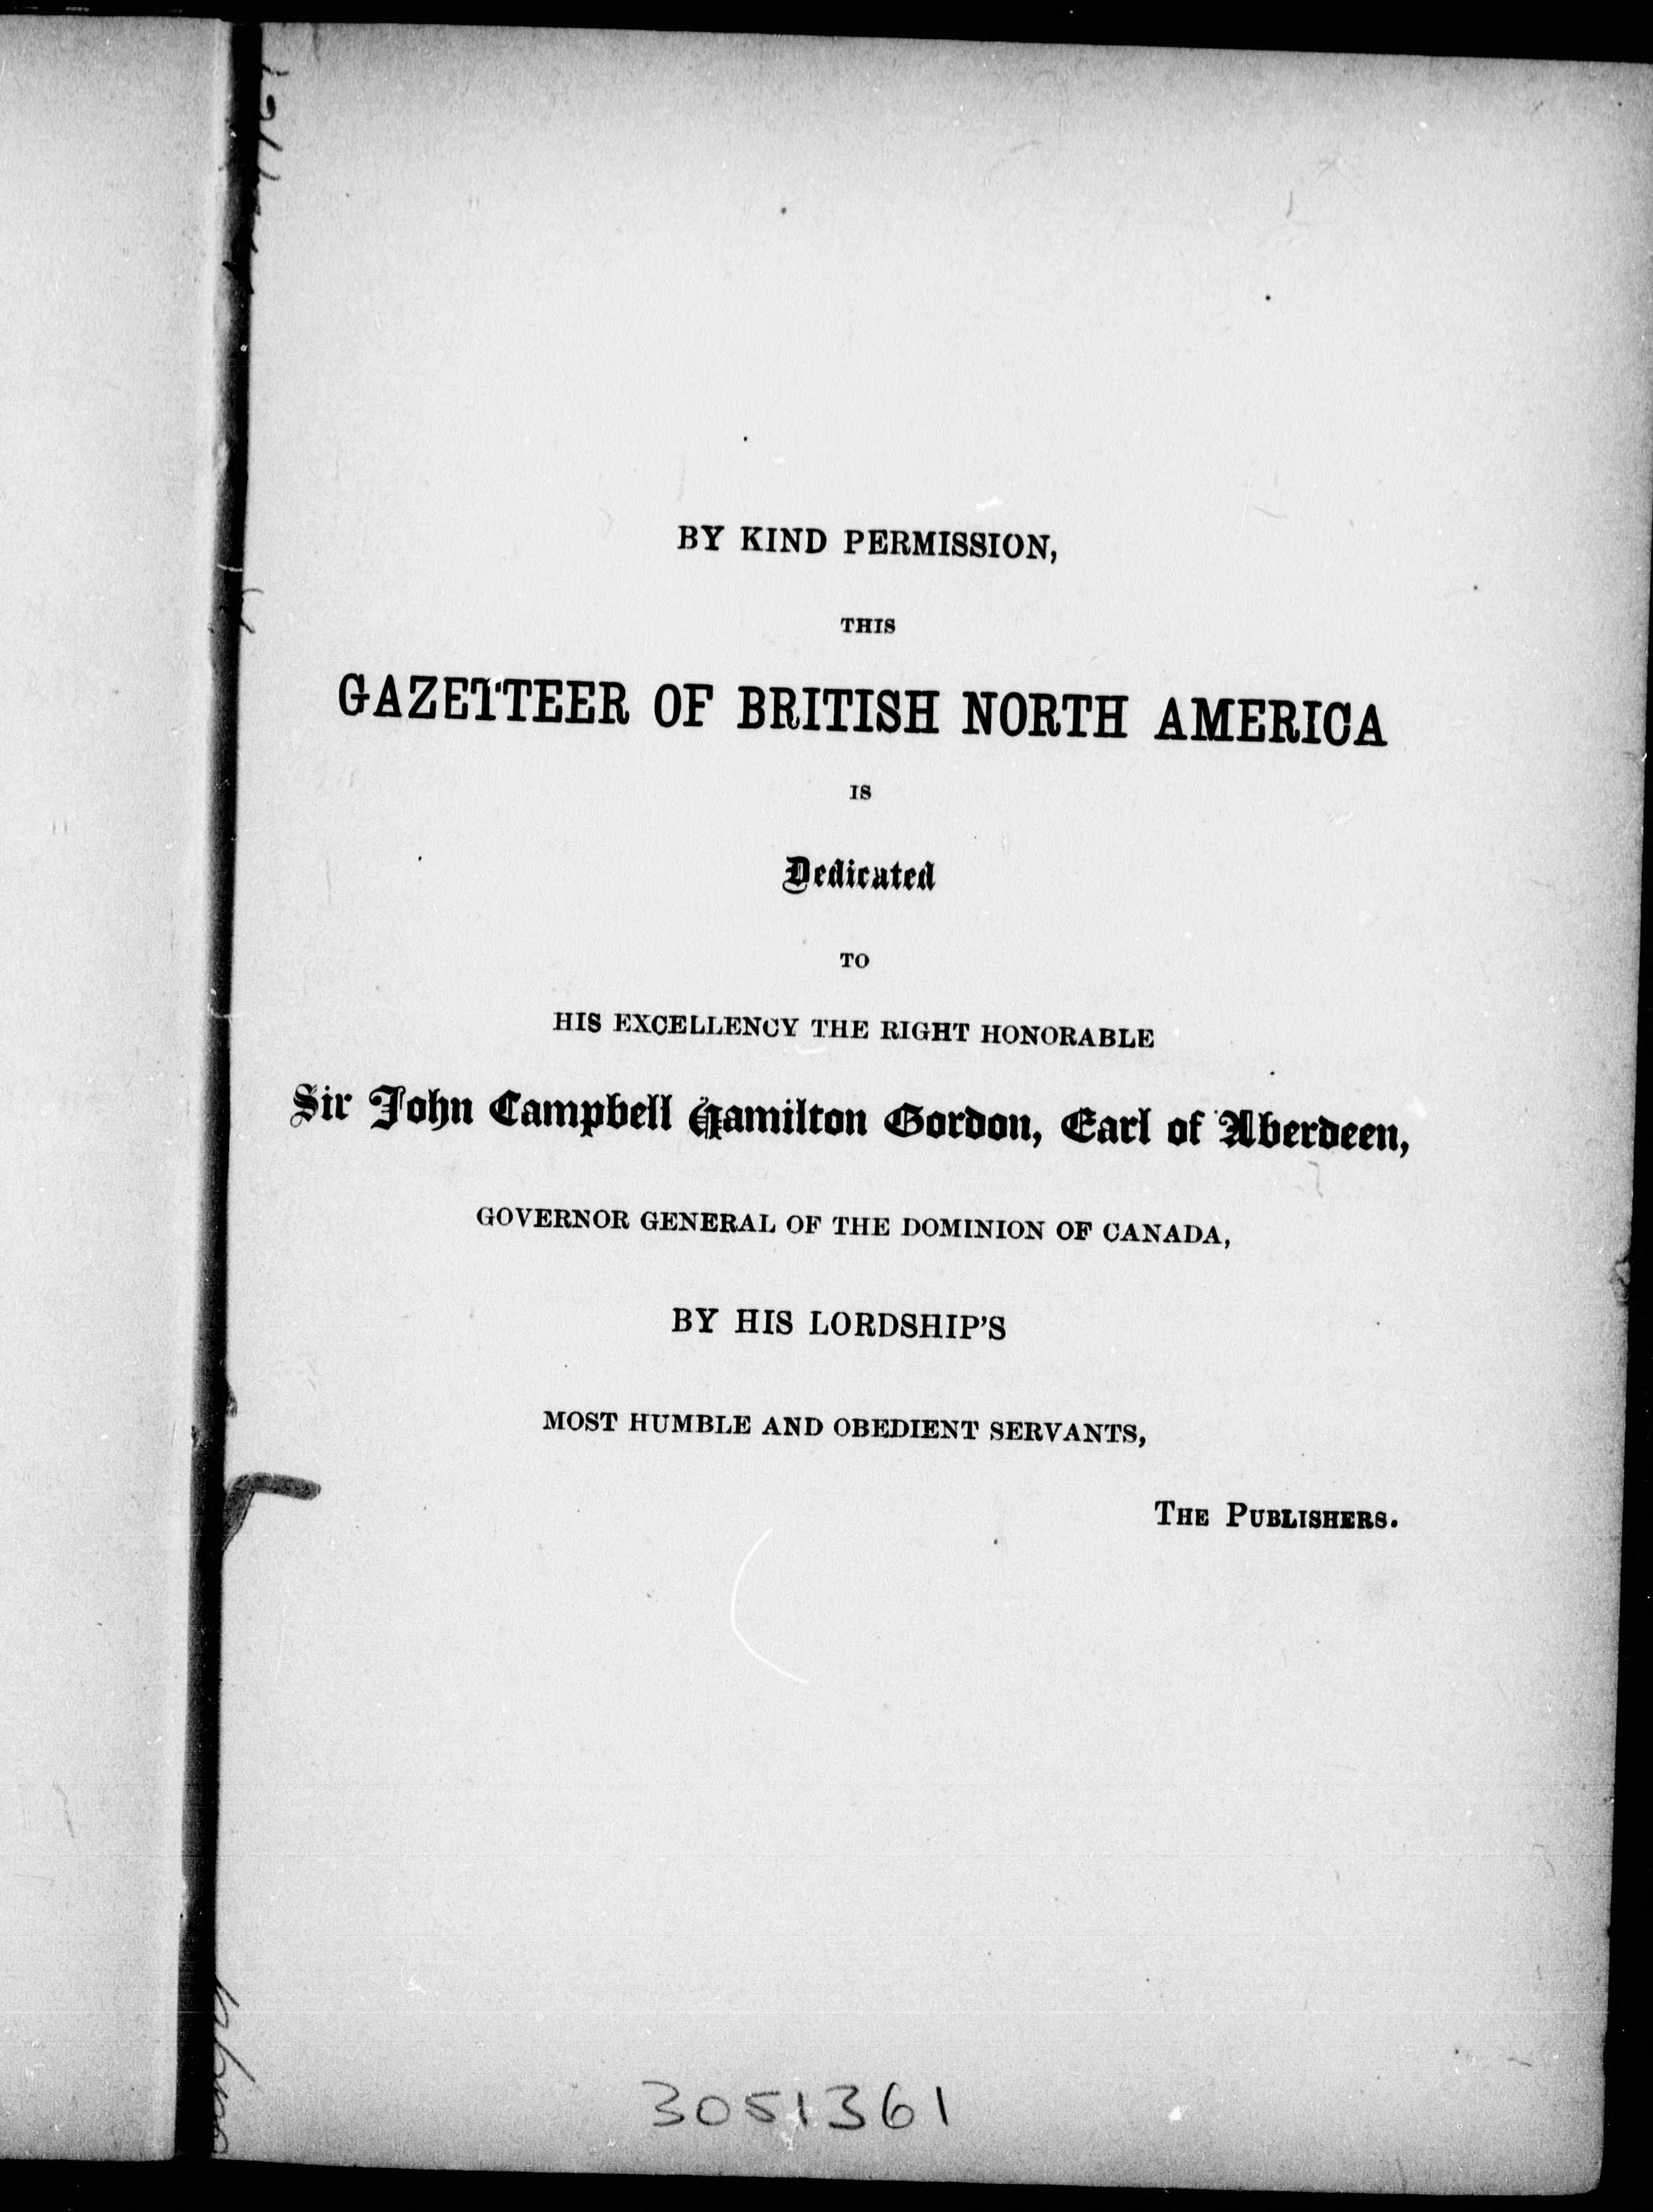 BY KIND PERMISSION,
THIS
GAZETTEER OF BRITISH NORTH AMERICA
IS
Dedicated
TO
HIS EXCELLENCY THE RIGHT HONORABLE
Sir John Campbell Hamilton Gordon, Earl of Aberdeen,
GOVERNOR GENERAL OF THE DOMINION OF CANADA,
BY HIS LORDSHIP'S
MOST HUMBLE AND OBEDIENT SERVANTS,
THE PUBLISHERS.
3051361